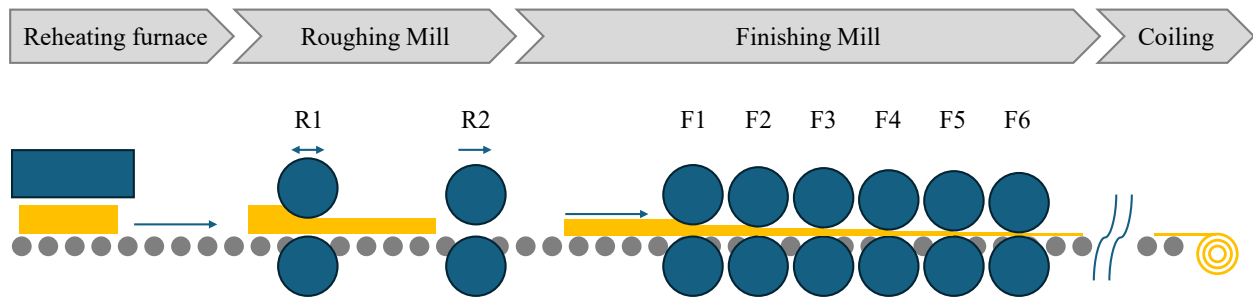 Reheating furnace
Roughing Mill
Finishing Mill
Coiling
R1
R2
F1
F2
F3
F4
F5
F6